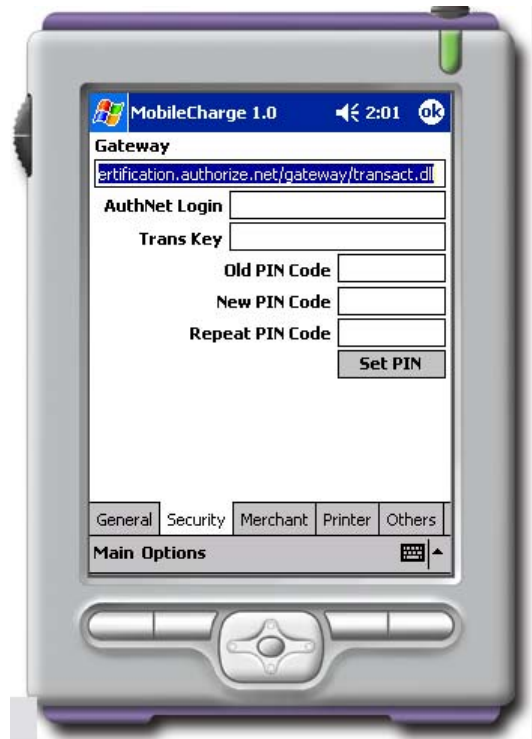 MobileCharge 1.0 2:01 ok
Gateway
ertification.authorize.net/gateway/transact.dll
AuthNet Login
Trans Key
Old PIN Code
New PIN Code
Repeat PIN Code
Set PIN
General Security Merchant Printer Others
Main Options